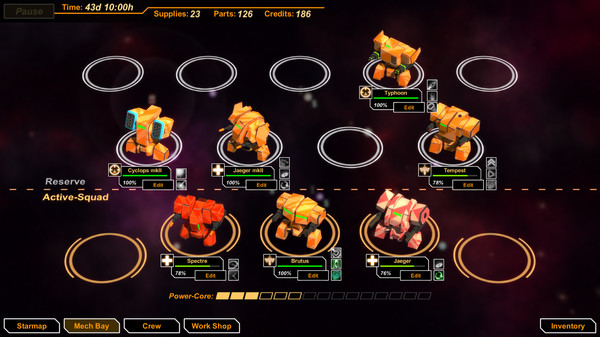 Pause
Time: 43d 10:00h
Supplies: 23 Parts: 126 Credits: 186
Typhoon
100% Edit
Cyclops mkII
100% Edit
Jaeger mkII
100% Edit
Tempest
78% Edit
Reserve
Active-Squad
Spectre
78% Edit
Brutus
100% Edit
Jaeger
76% Edit
Power-Core:
Starmap
Mech Bay
Crew
Work Shop
Inventory